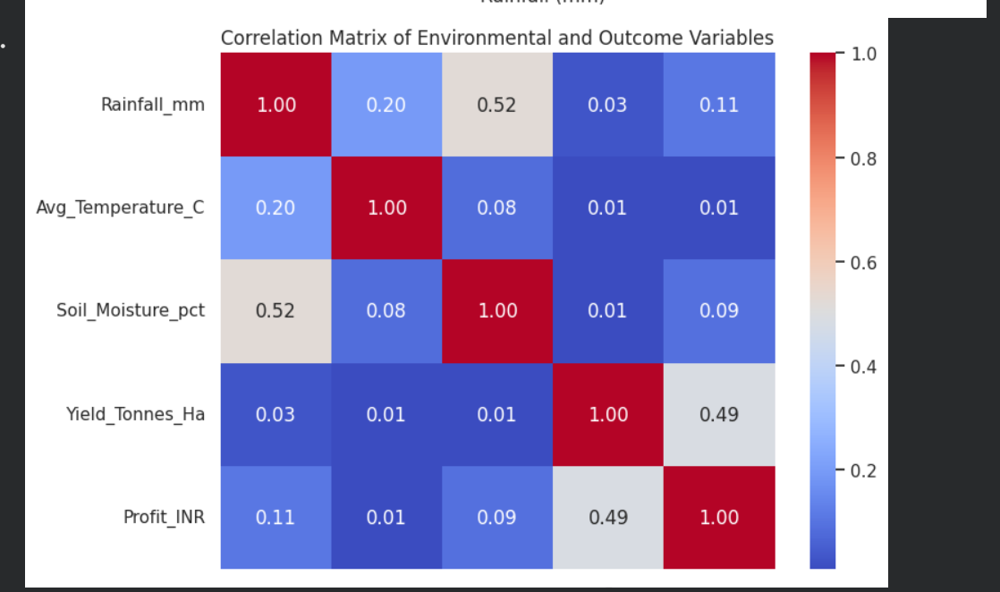 Rainfall (mm)
Correlation Matrix of Environmental and Outcome Variables
Rainfall_mm 1.00 0.20 0.52 0.03 0.11
Avg_Temperature_C 0.20 1.00 0.08 0.01 0.01
Soil_Moisture_pct 0.52 0.08 1.00 0.01 0.09
Yield_Tonnes_Ha 0.03 0.01 0.01 1.00 0.49
Profit_INR 0.11 0.01 0.09 0.49 1.00
1.0
0.8
0.6
0.4
0.2